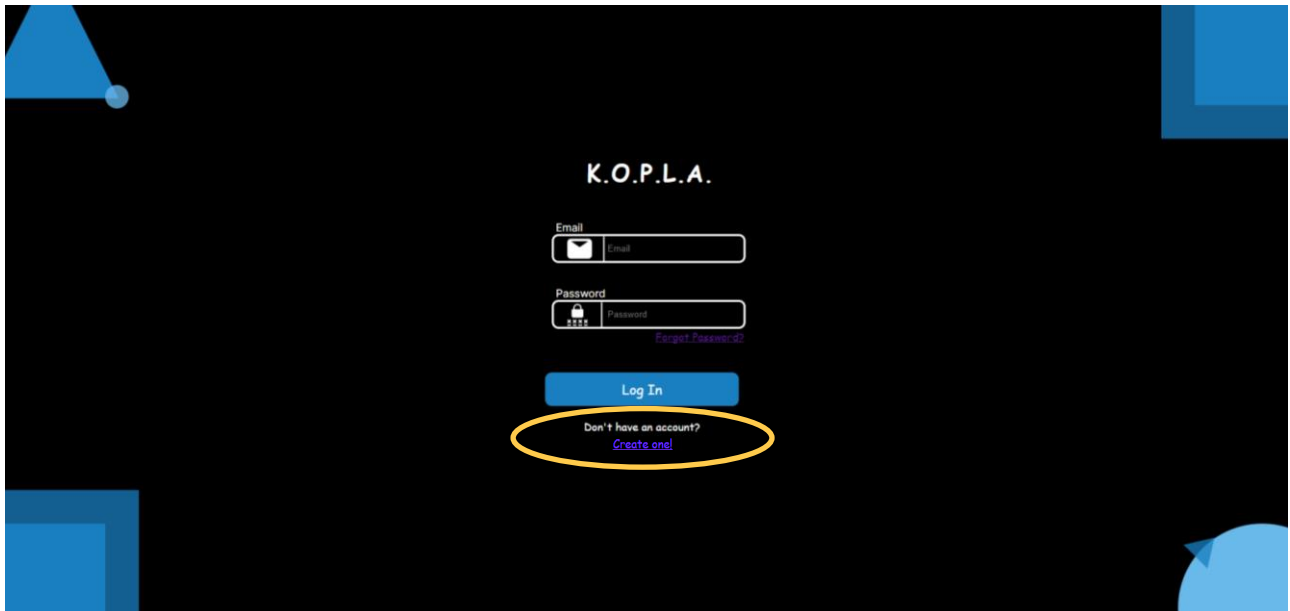 K.O.P.L.A.
Email
Email
Password
Password
Forgot Password?
Log In
Don't have an account?
Create one!